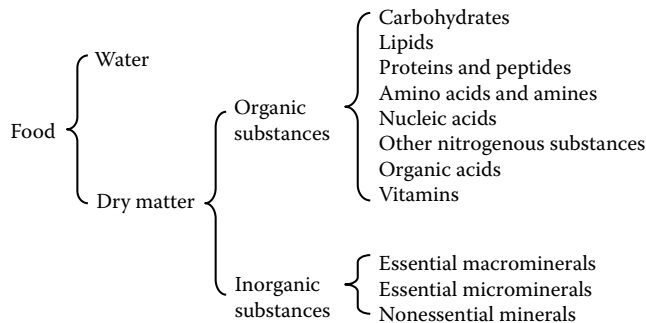 Food
Water
Dry matter
Organic
substances
Carbohydrates
Lipids
Proteins and peptides
Amino acids and amines
Nucleic acids
Other nitrogenous substances
Organic acids
Vitamins
Inorganic
substances
Essential macrominerals
Essential microminerals
Nonessential minerals